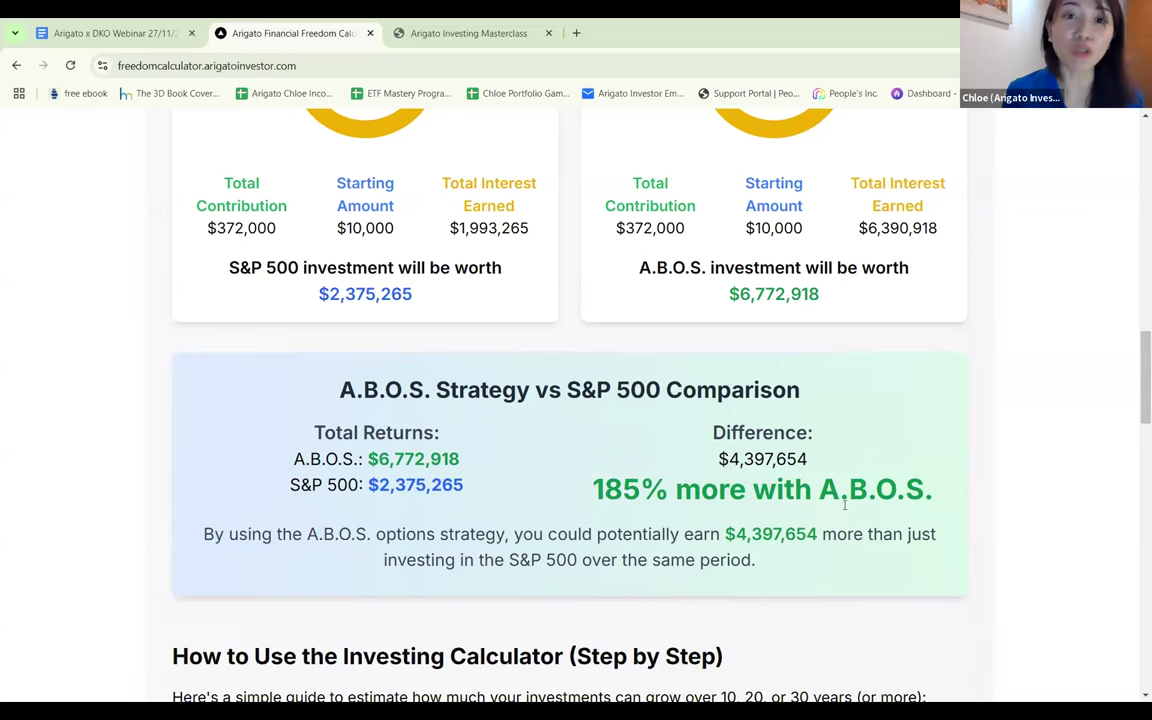 Arigato x DKO Webinar 27/11/2
Arigato Financial Freedom Calc
Arigato Investing Masterclass
freedomcalculator.arigatoinvestor.com
free ebook
The 3D Book Cover...
Arigato Chloe Inco...
ETF Mastery Progra...
Chloe Portfolio Gam...
Arigato Investor Em...
Support Portal | Peo...
People's Inc.
Dashboard -
Chloe (Arigato Inves...
Total Contribution
$372,000
Starting Amount
$10,000
Total Interest Earned
$1,993,265
S&P 500 investment will be worth
$2,375,265
Total Contribution
$372,000
Starting Amount
$10,000
Total Interest Earned
$6,390,918
A.B.O.S. investment will be worth
$6,772,918
A.B.O.S. Strategy vs S&P 500 Comparison
Total Returns:
A.B.O.S.: $6,772,918
S&P 500: $2,375,265
Difference:
$4,397,654
185% more with A.B.O.S.
By using the A.B.O.S. options strategy, you could potentially earn $4,397,654 more than just
investing in the S&P 500 over the same period.
How to Use the Investing Calculator (Step by Step)
Here's a simple guide to estimate how much your investments can grow over 10, 20, or 30 years (or more):